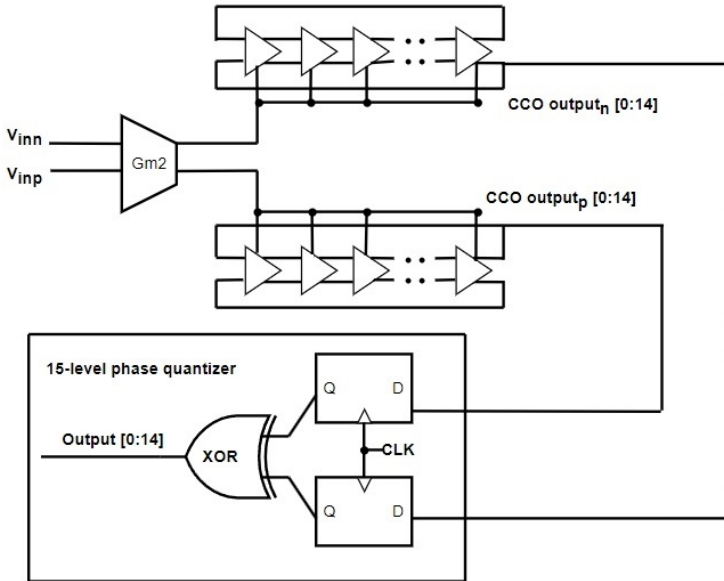 CCO output_n [0:14]
V_inn
Gm2
V_inp
CCO output_p [0:14]
15-level phase quantizer
Q D
Output [0:14]
XOR
CLK
Q D